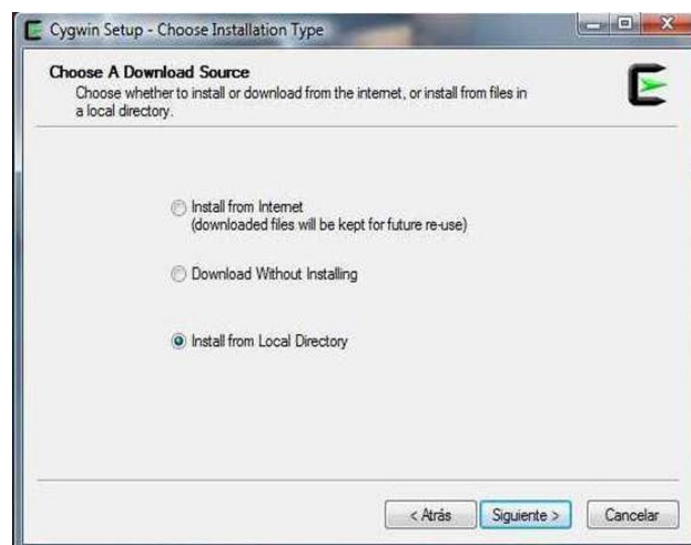 Cygwin Setup - Choose Installation Type
Choose A Download Source
Choose whether to install or download from the internet, or install from files in
a local directory.
Install from Internet
(downloaded files will be kept for future re-use)
Download Without Installing
Install from Local Directory
< Atrás
Siguiente >
Cancelar